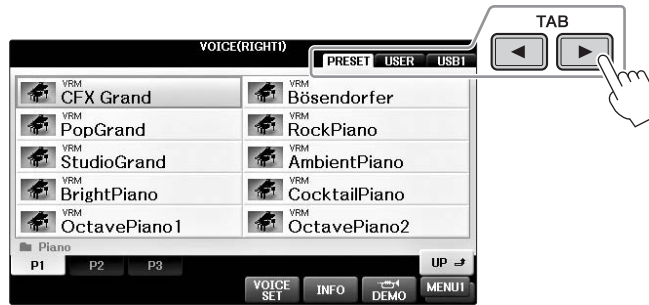 TAB
VOICE(RIGHT1)
PRESET USER USB1
VRM
CFX Grand
VRM
Bösendorfer
VRM
PopGrand
VRM
RockPiano
VRM
StudioGrand
VRM
AmbientPiano
VRM
BrightPiano
VRM
CocktailPiano
VRM
OctavePiano1
VRM
OctavePiano2
Piano
P1 P2 P3 UP
VOICE SET INFO DEMO MENU1